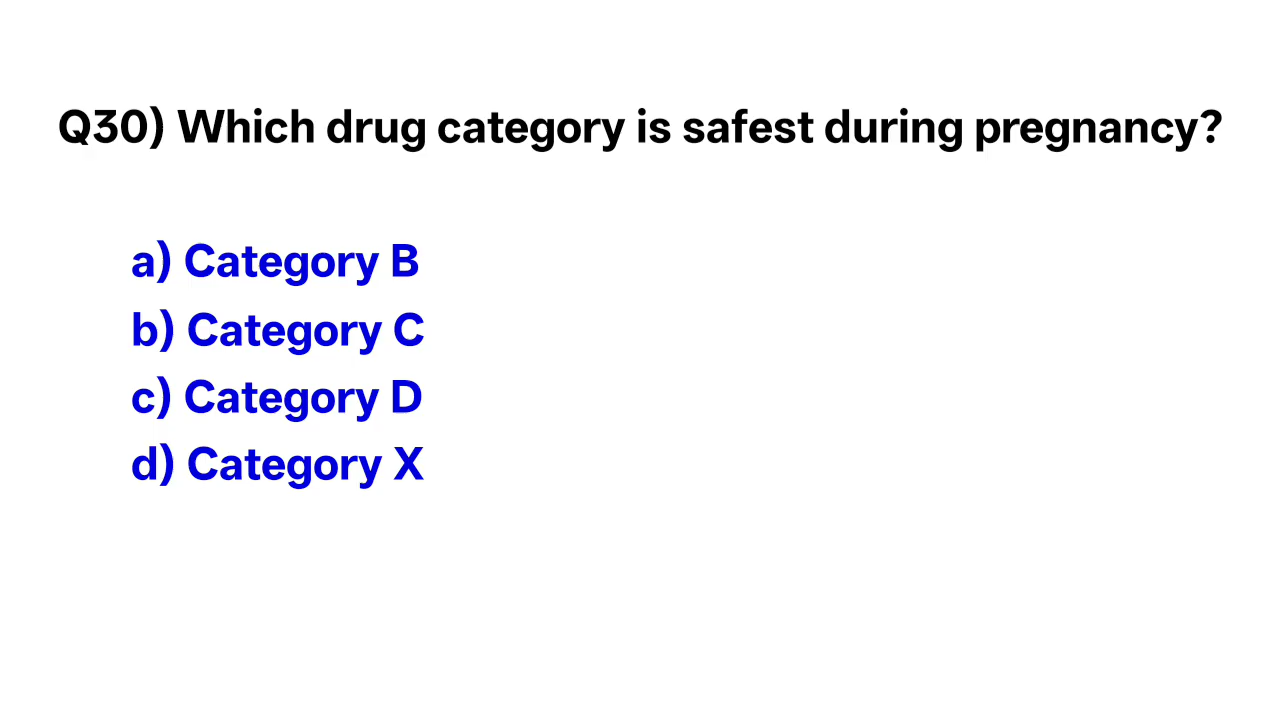 Q30) Which drug category is safest during pregnancy?
a) Category B
b) Category C
c) Category D
d) Category X